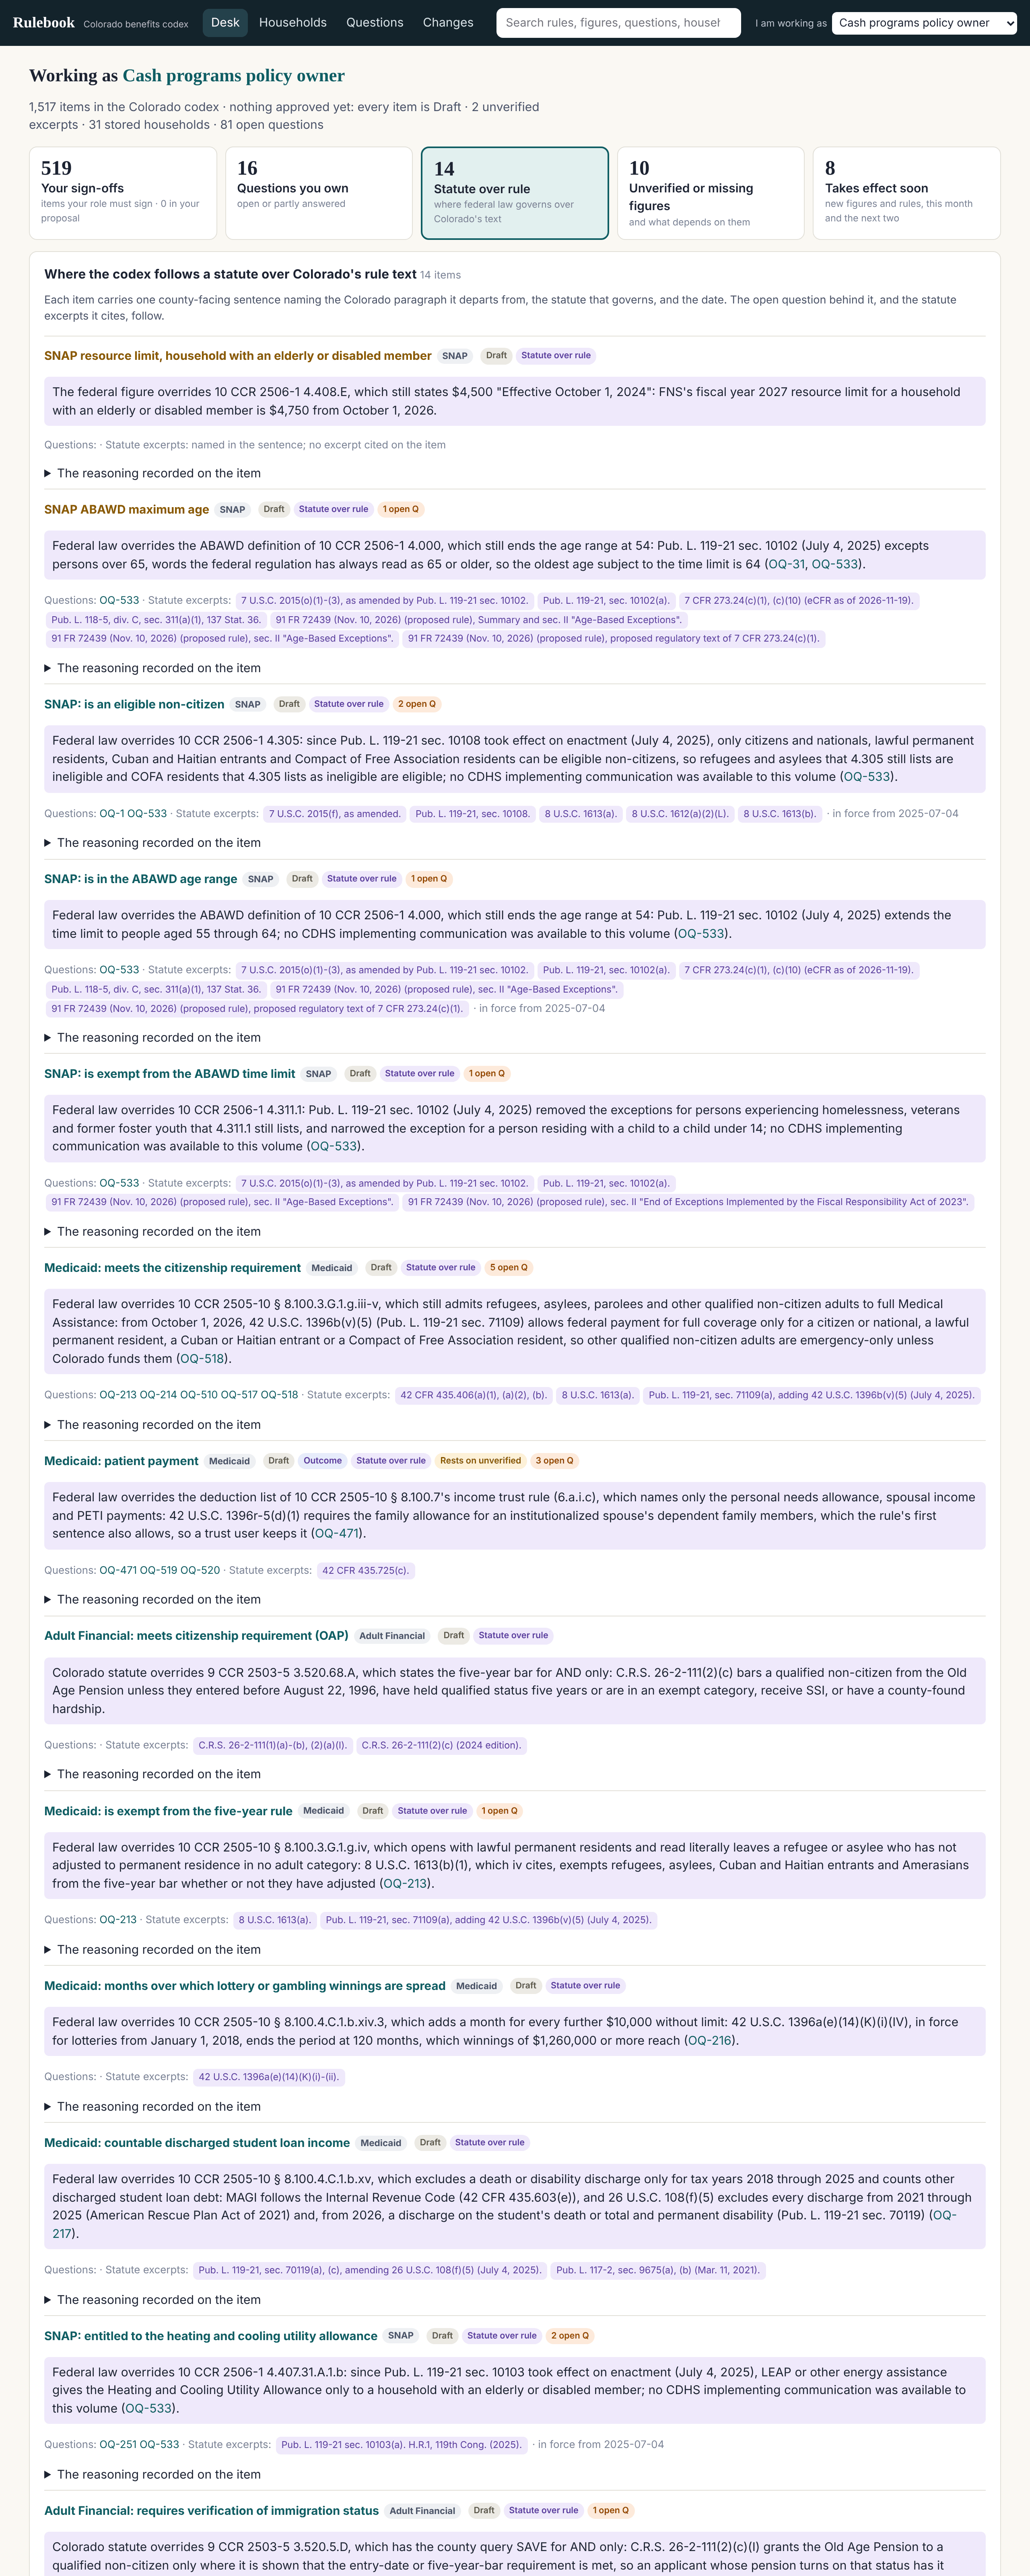 Rulebook Colorado benefits codex Desk Households Questions Changes Search rules, figures, questions, househ I am working as Cash programs policy owner
Working as Cash programs policy owner
1,517 items in the Colorado codex · nothing approved yet: every item is Draft · 2 unverified
excerpts · 31 stored households · 81 open questions
519
Your sign-offs
items your role must sign · 0 in your
proposal
16
Questions you own
open or partly answered
14
Statute over rule
where federal law governs over
Colorado's text
10
Unverified or missing
figures
and what depends on them
8
Takes effect soon
new figures and rules, this month
and the next two
Where the codex follows a statute over Colorado's rule text 14 items
Each item carries one county-facing sentence naming the Colorado paragraph it departs from, the statute that governs, and the date. The open question behind it, and the statute
excerpts it cites, follow.
SNAP resource limit, household with an elderly or disabled member SNAP Draft Statute over rule
The federal figure overrides 10 CCR 2506-1 4.408.E, which still states $4,500 "Effective October 1, 2024": FNS's fiscal year 2027 resource limit for a household
with an elderly or disabled member is $4,750 from October 1, 2026.
Questions: · Statute excerpts: named in the sentence; no excerpt cited on the item
▶ The reasoning recorded on the item
SNAP ABAWD maximum age SNAP Draft Statute over rule 1 open Q
Federal law overrides the ABAWD definition of 10 CCR 2506-1 4.000, which still ends the age range at 54: Pub. L. 119-21 sec. 10102 (July 4, 2025) excepts
persons over 65, words the federal regulation has always read as 65 or older, so the oldest age subject to the time limit is 64 (OQ-31, OQ-533).
Questions: OQ-533 · Statute excerpts: 7 U.S.C. 2015(o)(1)-(3), as amended by Pub. L. 119-21 sec. 10102. Pub. L. 119-21, sec. 10102(a). 7 CFR 273.24(c)(1), (c)(10) (eCFR as of 2026-11-19).
Pub. L. 118-5, div. C, sec. 311(a)(1), 137 Stat. 36. 91 FR 72439 (Nov. 10, 2026) (proposed rule), Summary and sec. II "Age-Based Exceptions".
91 FR 72439 (Nov. 10, 2026) (proposed rule), sec. II "Age-Based Exceptions". 91 FR 72439 (Nov. 10, 2026) (proposed rule), proposed regulatory text of 7 CFR 273.24(c)(1).
▶ The reasoning recorded on the item
SNAP: is an eligible non-citizen SNAP Draft Statute over rule 2 open Q
Federal law overrides 10 CCR 2506-1 4.305: since Pub. L. 119-21 sec. 10108 took effect on enactment (July 4, 2025), only citizens and nationals, lawful permanent
residents, Cuban and Haitian entrants and Compact of Free Association residents can be eligible non-citizens, so refugees and asylees that 4.305 still lists are
ineligible and COFA residents that 4.305 lists as ineligible are eligible; no CDHS implementing communication was available to this volume (OQ-533).
Questions: OQ-1 OQ-533 · Statute excerpts: 7 U.S.C. 2015(f), as amended. Pub. L. 119-21, sec. 10108. 8 U.S.C. 1613(a). 8 U.S.C. 1612(a)(2)(L). 8 U.S.C. 1613(b). · in force from 2025-07-04
▶ The reasoning recorded on the item
SNAP: is in the ABAWD age range SNAP Draft Statute over rule 1 open Q
Federal law overrides the ABAWD definition of 10 CCR 2506-1 4.000, which still ends the age range at 54: Pub. L. 119-21 sec. 10102 (July 4, 2025) extends the
time limit to people aged 55 through 64; no CDHS implementing communication was available to this volume (OQ-533).
Questions: OQ-533 · Statute excerpts: 7 U.S.C. 2015(o)(1)-(3), as amended by Pub. L. 119-21 sec. 10102. Pub. L. 119-21, sec. 10102(a). 7 CFR 273.24(c)(1), (c)(10) (eCFR as of 2026-11-19).
Pub. L. 118-5, div. C, sec. 311(a)(1), 137 Stat. 36. 91 FR 72439 (Nov. 10, 2026) (proposed rule), sec. II "Age-Based Exceptions".
91 FR 72439 (Nov. 10, 2026) (proposed rule), proposed regulatory text of 7 CFR 273.24(c)(1). · in force from 2025-07-04
▶ The reasoning recorded on the item
SNAP: is exempt from the ABAWD time limit SNAP Draft Statute over rule 1 open Q
Federal law overrides 10 CCR 2506-1 4.311.1: Pub. L. 119-21 sec. 10102 (July 4, 2025) removed the exceptions for persons experiencing homelessness, veterans
and former foster youth that 4.311.1 still lists, and narrowed the exception for a person residing with a child to a child under 14; no CDHS implementing
communication was available to this volume (OQ-533).
Questions: OQ-533 · Statute excerpts: 7 U.S.C. 2015(o)(1)-(3), as amended by Pub. L. 119-21 sec. 10102. Pub. L. 119-21, sec. 10102(a).
91 FR 72439 (Nov. 10, 2026) (proposed rule), sec. II "Age-Based Exceptions". 91 FR 72439 (Nov. 10, 2026) (proposed rule), sec. II "End of Exceptions Implemented by the Fiscal Responsibility Act of 2023".
▶ The reasoning recorded on the item
Medicaid: meets the citizenship requirement Medicaid Draft Statute over rule 5 open Q
Federal law overrides 10 CCR 2505-10 § 8.100.3.G.1.g.iii-v, which still admits refugees, asylees, parolees and other qualified non-citizen adults to full Medical
Assistance: from October 1, 2026, 42 U.S.C. 1396b(v)(5) (Pub. L. 119-21 sec. 71109) allows federal payment for full coverage only for a citizen or national, a lawful
permanent resident, a Cuban or Haitian entrant or a Compact of Free Association resident, so other qualified non-citizen adults are emergency-only unless
Colorado funds them (OQ-518).
Questions: OQ-213 OQ-214 OQ-510 OQ-517 OQ-518 · Statute excerpts: 42 CFR 435.406(a)(1), (a)(2), (b). 8 U.S.C. 1613(a). Pub. L. 119-21, sec. 71109(a), adding 42 U.S.C. 1396b(v)(5) (July 4, 2025).
▶ The reasoning recorded on the item
Medicaid: patient payment Medicaid Draft Outcome Statute over rule Rests on unverified 3 open Q
Federal law overrides the deduction list of 10 CCR 2505-10 § 8.100.7's income trust rule (6.a.i.c), which names only the personal needs allowance, spousal income
and PETI payments: 42 U.S.C. 1396r-5(d)(1) requires the family allowance for an institutionalized spouse's dependent family members, which the rule's first
sentence also allows, so a trust user keeps it (OQ-471).
Questions: OQ-471 OQ-519 OQ-520 · Statute excerpts: 42 CFR 435.725(c).
▶ The reasoning recorded on the item
Adult Financial: meets citizenship requirement (OAP) Adult Financial Draft Statute over rule
Colorado statute overrides 9 CCR 2503-5 3.520.68.A, which states the five-year bar for AND only: C.R.S. 26-2-111(2)(c) bars a qualified non-citizen from the Old
Age Pension unless they entered before August 22, 1996, have held qualified status five years or are in an exempt category, receive SSI, or have a county-found
hardship.
Questions: · Statute excerpts: C.R.S. 26-2-111(1)(a)-(b), (2)(a)(I). C.R.S. 26-2-111(2)(c) (2024 edition).
▶ The reasoning recorded on the item
Medicaid: is exempt from the five-year rule Medicaid Draft Statute over rule 1 open Q
Federal law overrides 10 CCR 2505-10 § 8.100.3.G.1.g.iv, which opens with lawful permanent residents and read literally leaves a refugee or asylee who has not
adjusted to permanent residence in no adult category: 8 U.S.C. 1613(b)(1), which iv cites, exempts refugees, asylees, Cuban and Haitian entrants and Amerasians
from the five-year bar whether or not they have adjusted (OQ-213).
Questions: OQ-213 · Statute excerpts: 8 U.S.C. 1613(a). Pub. L. 119-21, sec. 71109(a), adding 42 U.S.C. 1396b(v)(5) (July 4, 2025).
▶ The reasoning recorded on the item
Medicaid: months over which lottery or gambling winnings are spread Medicaid Draft Statute over rule
Federal law overrides 10 CCR 2505-10 § 8.100.4.C.1.b.xiv.3, which adds a month for every further $10,000 without limit: 42 U.S.C. 1396a(e)(14)(K)(i)(IV), in force
for lotteries from January 1, 2018, ends the period at 120 months, which winnings of $1,260,000 or more reach (OQ-216).
Questions: · Statute excerpts: 42 U.S.C. 1396a(e)(14)(K)(i)-(ii).
▶ The reasoning recorded on the item
Medicaid: countable discharged student loan income Medicaid Draft Statute over rule
Federal law overrides 10 CCR 2505-10 § 8.100.4.C.1.b.xv, which excludes a death or disability discharge only for tax years 2018 through 2025 and counts other
discharged student loan debt: MAGI follows the Internal Revenue Code (42 CFR 435.603(e)), and 26 U.S.C. 108(f)(5) excludes every discharge from 2021 through
2025 (American Rescue Plan Act of 2021) and, from 2026, a discharge on the student's death or total and permanent disability (Pub. L. 119-21 sec. 70119) (OQ-
217).
Questions: · Statute excerpts: Pub. L. 119-21, sec. 70119(a), (c), amending 26 U.S.C. 108(f)(5) (July 4, 2025). Pub. L. 117-2, sec. 9675(a), (b) (Mar. 11, 2021).
▶ The reasoning recorded on the item
SNAP: entitled to the heating and cooling utility allowance SNAP Draft Statute over rule 2 open Q
Federal law overrides 10 CCR 2506-1 4.407.31.A.1.b: since Pub. L. 119-21 sec. 10103 took effect on enactment (July 4, 2025), LEAP or other energy assistance
gives the Heating and Cooling Utility Allowance only to a household with an elderly or disabled member; no CDHS implementing communication was available to
this volume (OQ-533).
Questions: OQ-251 OQ-533 · Statute excerpts: Pub. L. 119-21 sec. 10103(a). H.R.1, 119th Cong. (2025). · in force from 2025-07-04
▶ The reasoning recorded on the item
Adult Financial: requires verification of immigration status Adult Financial Draft Statute over rule 1 open Q
Colorado statute overrides 9 CCR 2503-5 3.520.5.D, which has the county query SAVE for AND only: C.R.S. 26-2-111(2)(c)(I) grants the Old Age Pension to a
qualified non-citizen only where it is shown that the entry-date or five-year-bar requirement is met, so an applicant whose pension turns on that status has it